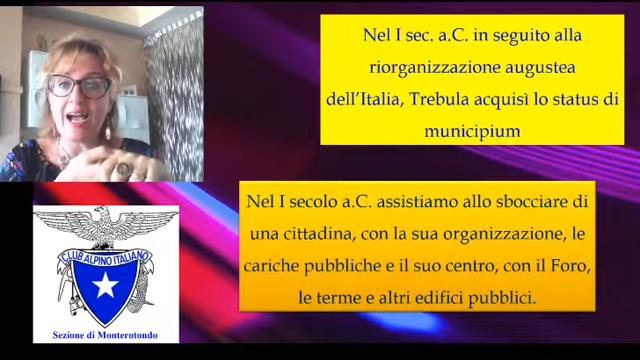 Nel I sec. a.C. in seguito alla
riorganizzazione augustea
dell'Italia, Trebula acquisì lo status di
municipium
Nel I secolo a.C. assistiamo allo sbocciare di
una cittadina, con la sua organizzazione, le
cariche pubbliche e il suo centro, con il Foro,
le terme e altri edifici pubblici.
CLUB ALPINO ITALIANO
Sezione di Monterotondo